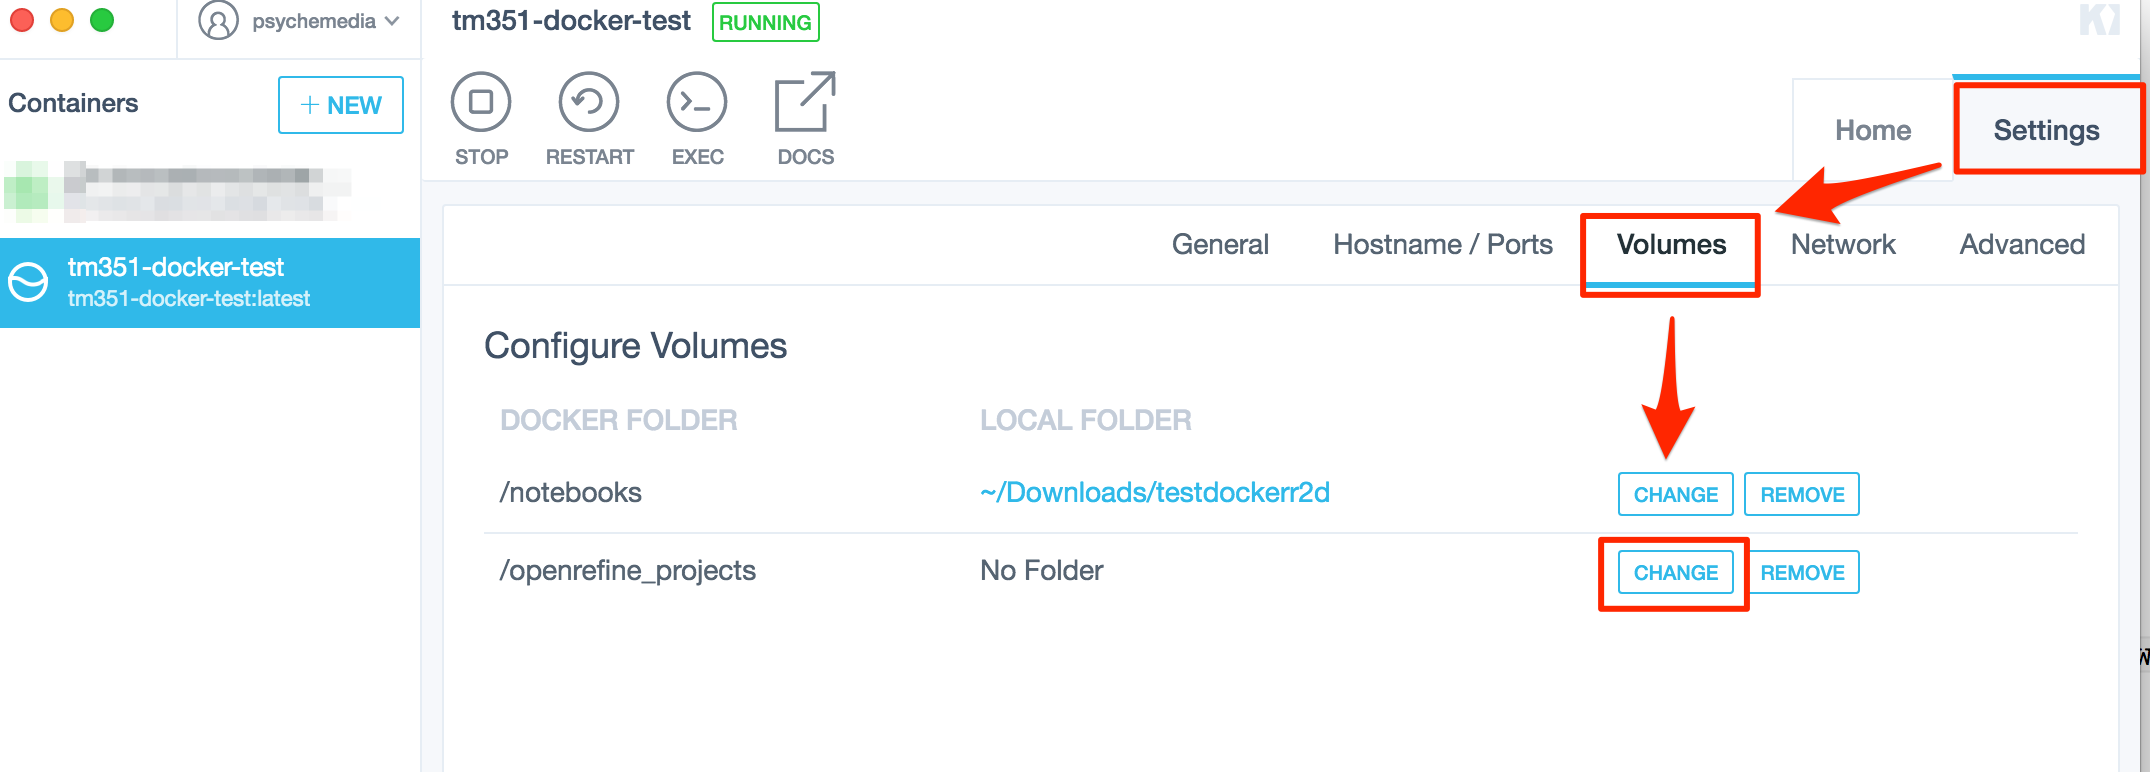 psychemedia
tm351-docker-test RUNNING
Containers
+ NEW
STOP RESTART EXEC DOCS
Home Settings
tm351-docker-test
tm351-docker-test:latest
General Hostname / Ports Volumes Network Advanced
Configure Volumes
DOCKER FOLDER LOCAL FOLDER
/notebooks ~/Downloads/testdockerr2d CHANGE REMOVE
/openrefine_projects No Folder CHANGE REMOVE